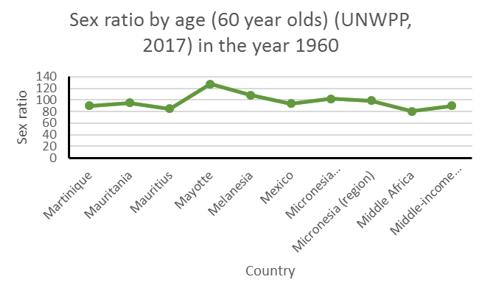 Sex ratio by age (60 year olds) (UNWPP,
2017) in the year 1960
Sex ratio
140
120
100
80
60
40
20
0
Martinique
Mauritania
Mauritius
Mayotte
Melanesia
Mexico
Micronesia...
Micronesia (region)
Middle Africa
Middle-income...
Country